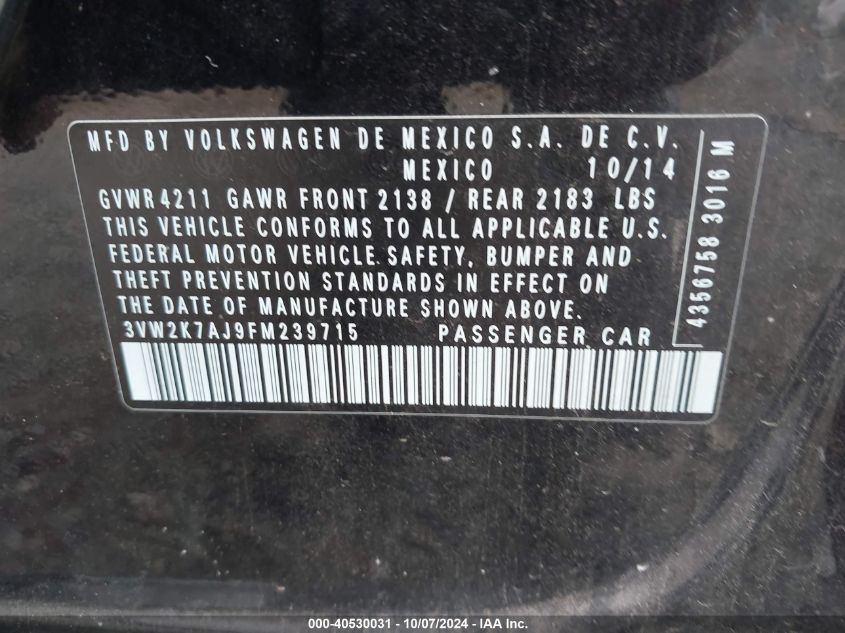 MFD BY VOLKSWAGEN DE MEXICO S.A. DE C.V.
MEXICO 10/14
GVWR 4211 GAWR FRONT 2138 / REAR 2183 LBS
THIS VEHICLE CONFORMS TO ALL APPLICABLE U.S.
FEDERAL MOTOR VEHICLE SAFETY, BUMPER AND
THEFT PREVENTION STANDARDS IN EFFECT ON
THE DATE OF MANUFACTURE SHOWN ABOVE.
3VW2K7AJ9FM239715 PASSENGER CAR
4356758 3016 M
000-40530031 - 10/07/2024 - IAA Inc.